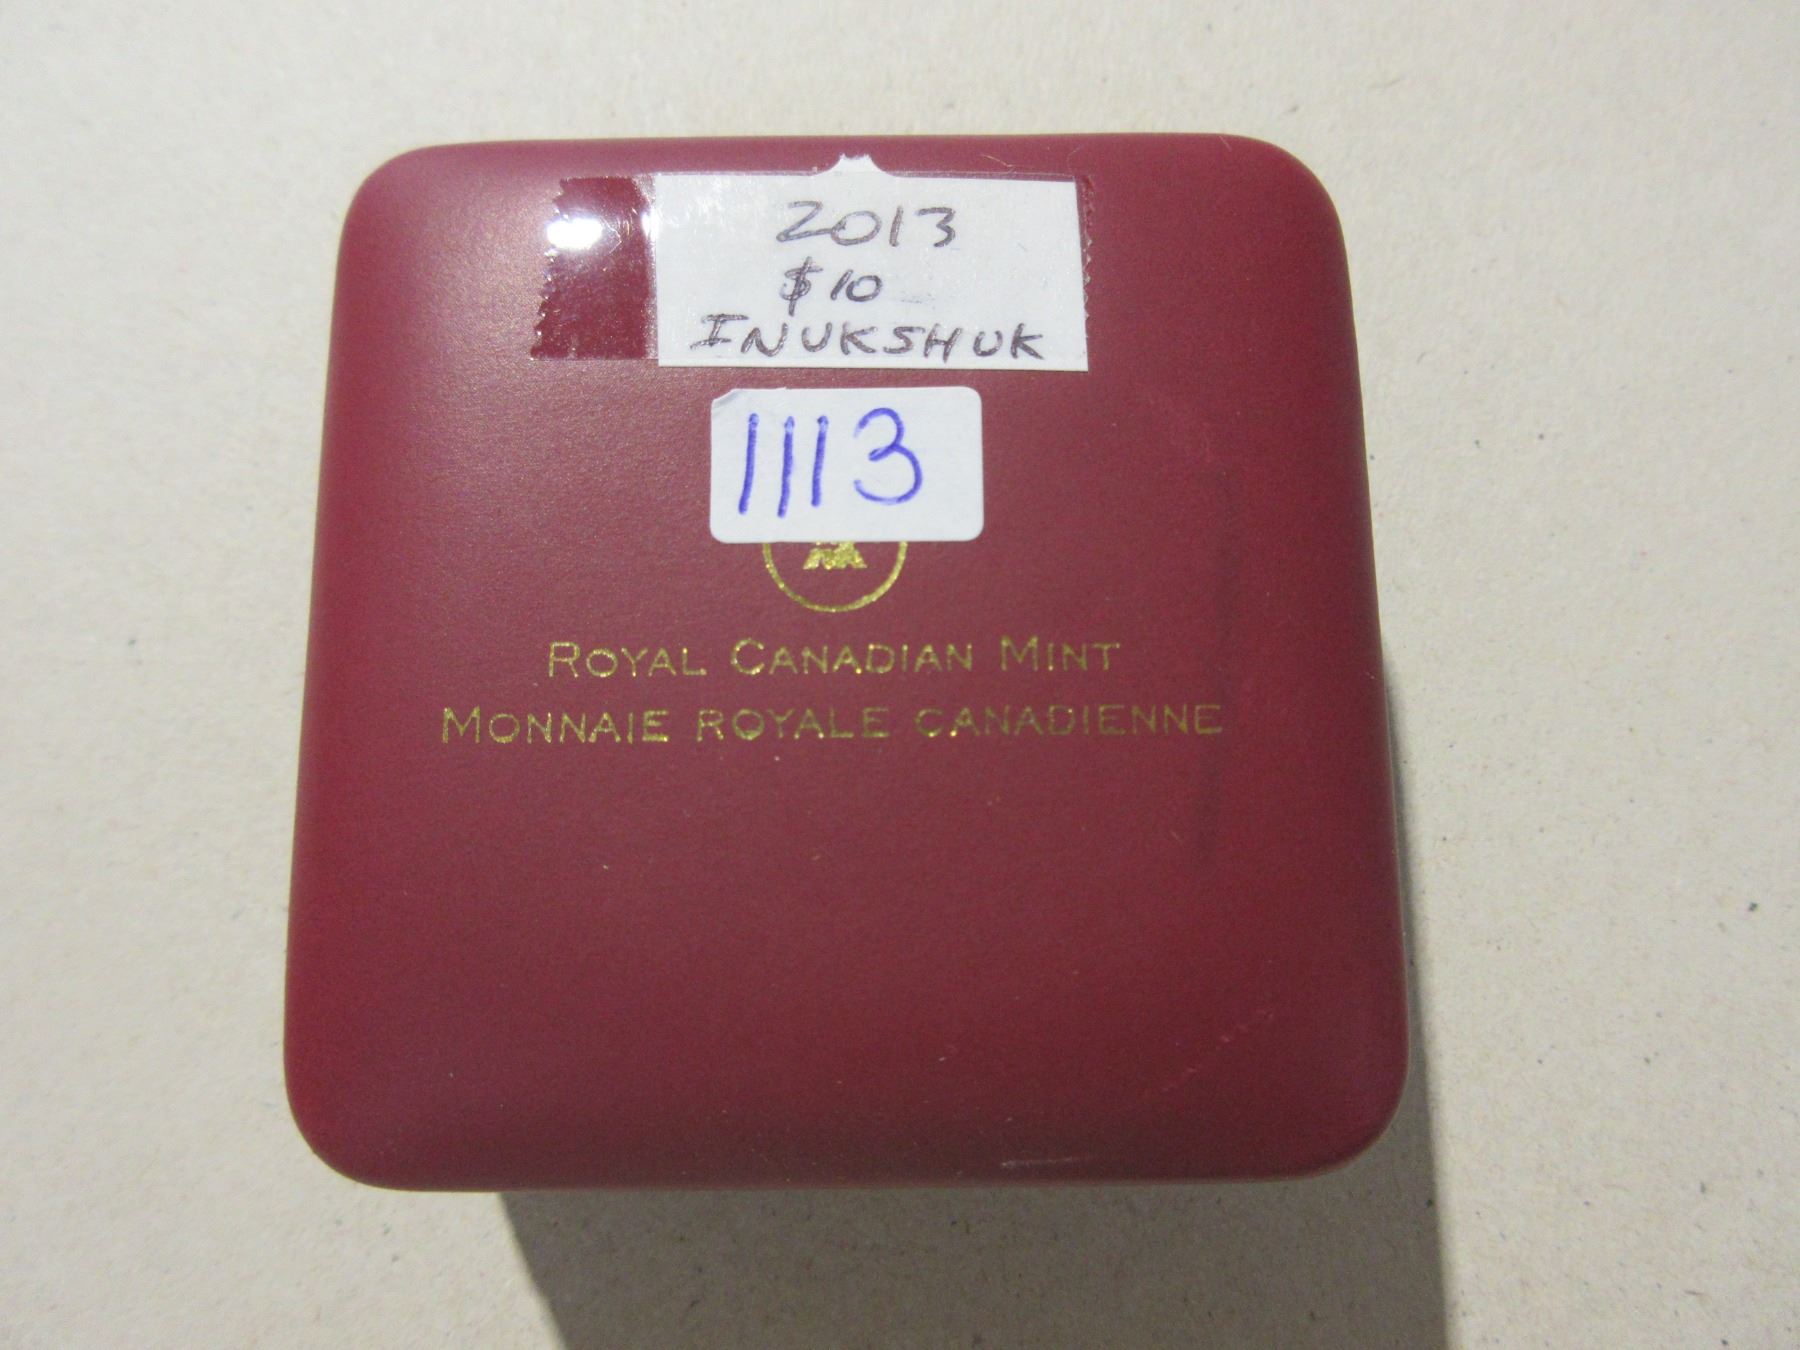 2013
$10
INUKSHUK
1113
ROYAL CANADIAN MINT
MONNAIE ROYALE CANADIENNE